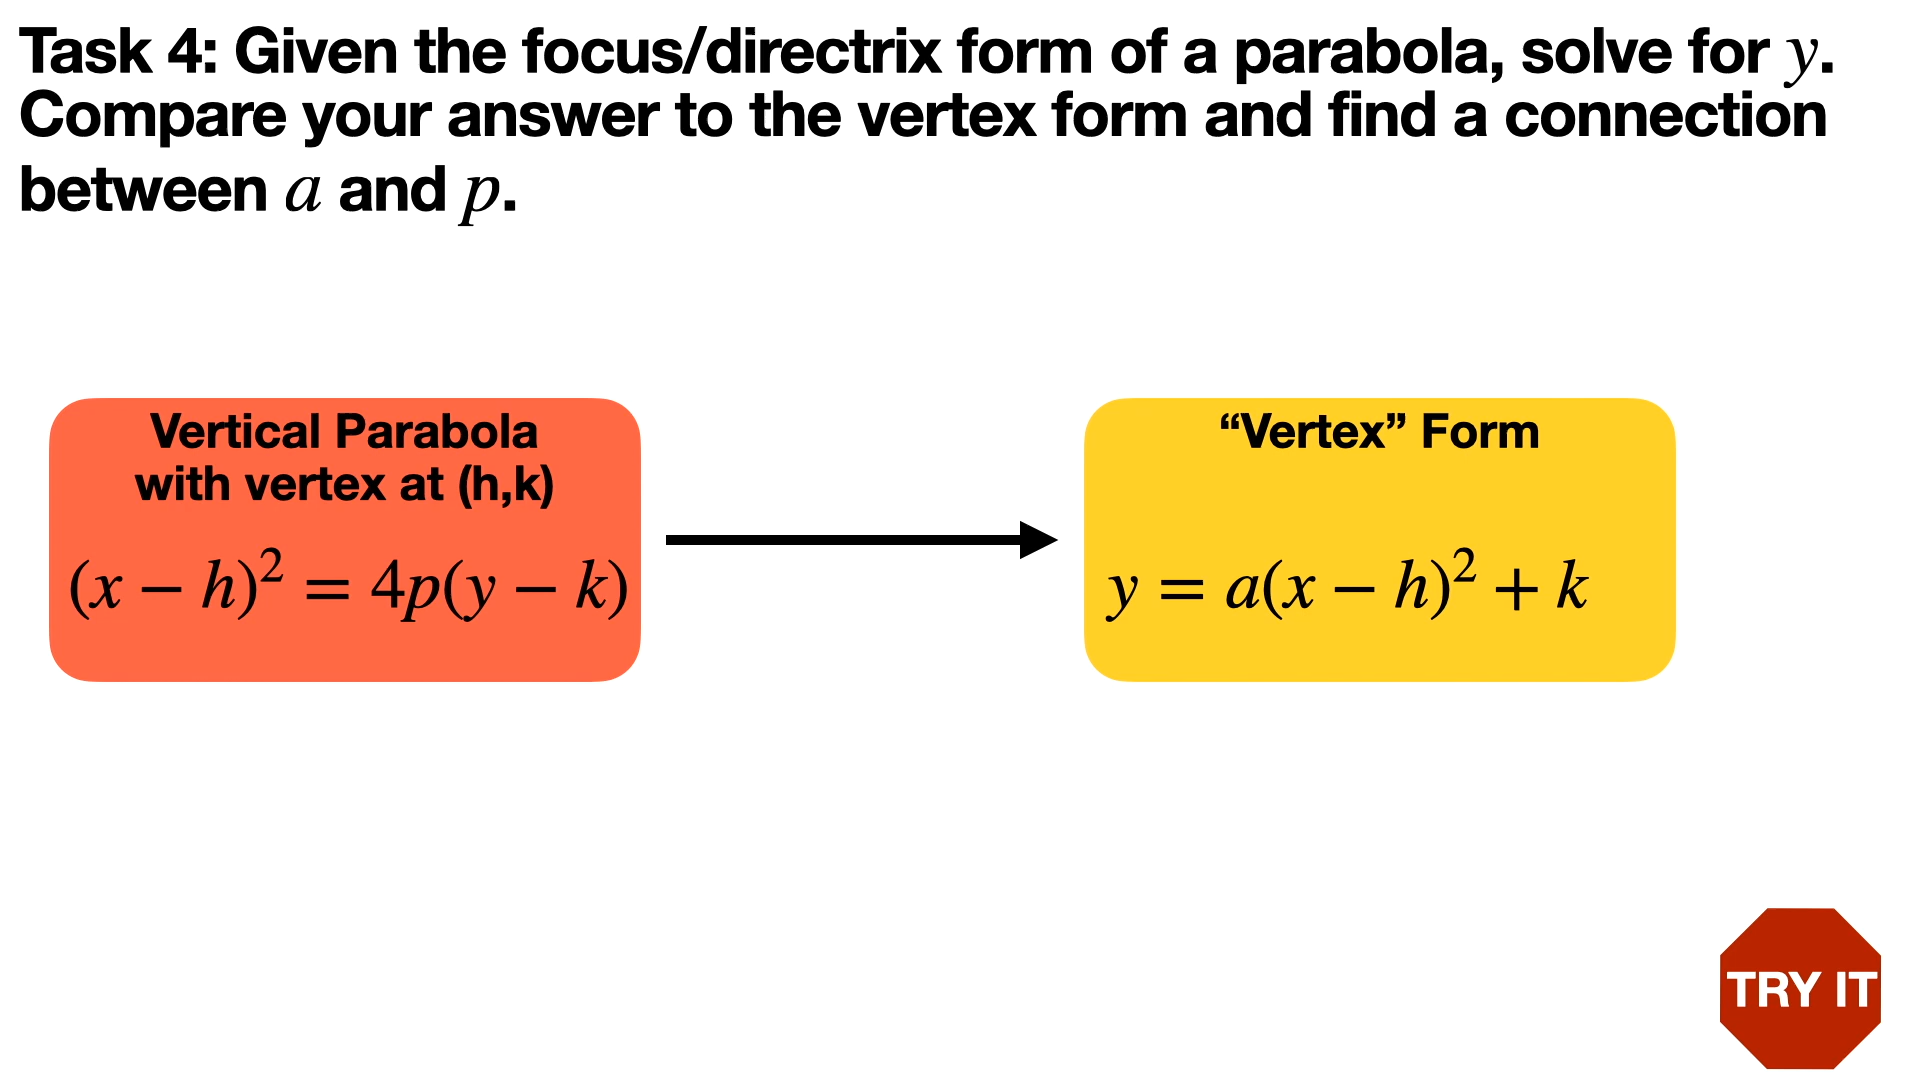 Task 4: Given the focus/directrix form of a parabola, solve for y.
Compare your answer to the vertex form and find a connection
between a and p.
Vertical Parabola
with vertex at (h,k)
(x − h)² = 4p(y − k)
“Vertex” Form
y = a(x − h)² + k
TRY IT